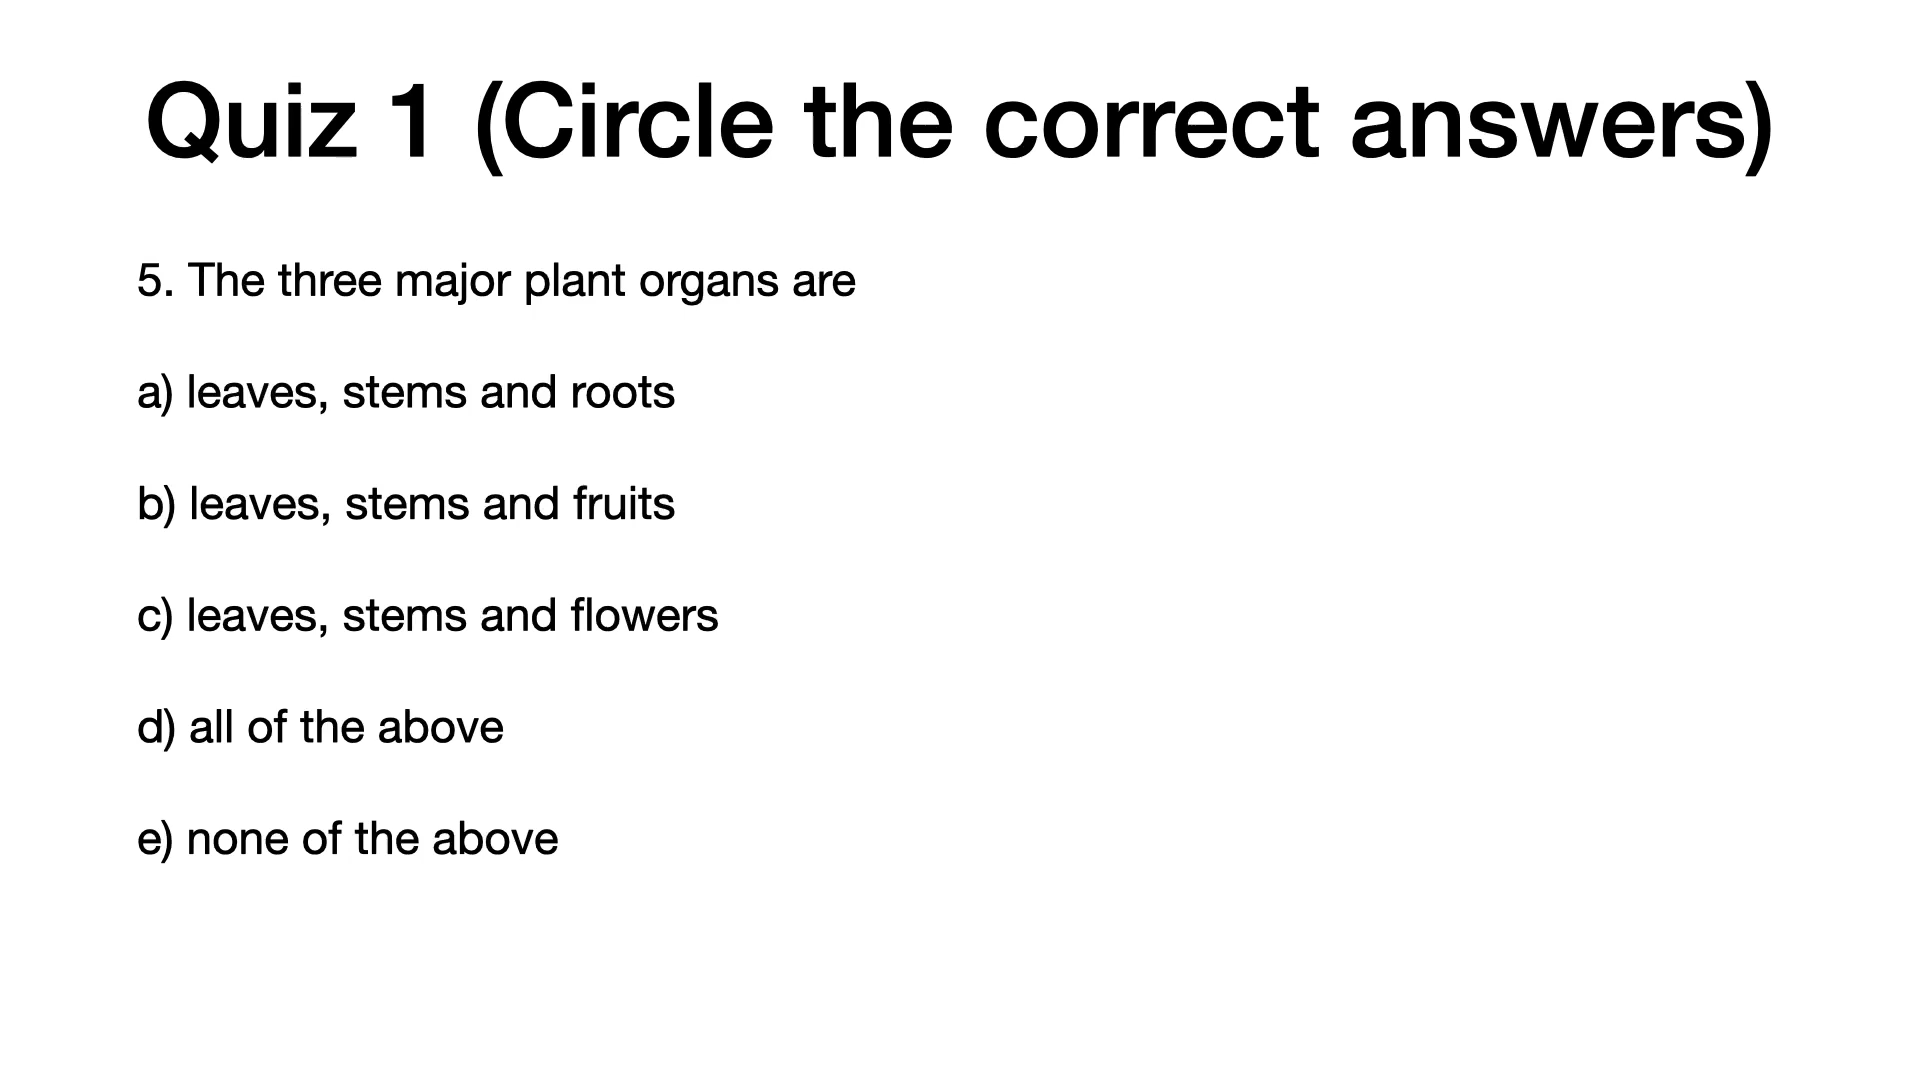 Quiz 1 (Circle the correct answers)
5. The three major plant organs are
a) leaves, stems and roots
b) leaves, stems and fruits
c) leaves, stems and flowers
d) all of the above
e) none of the above